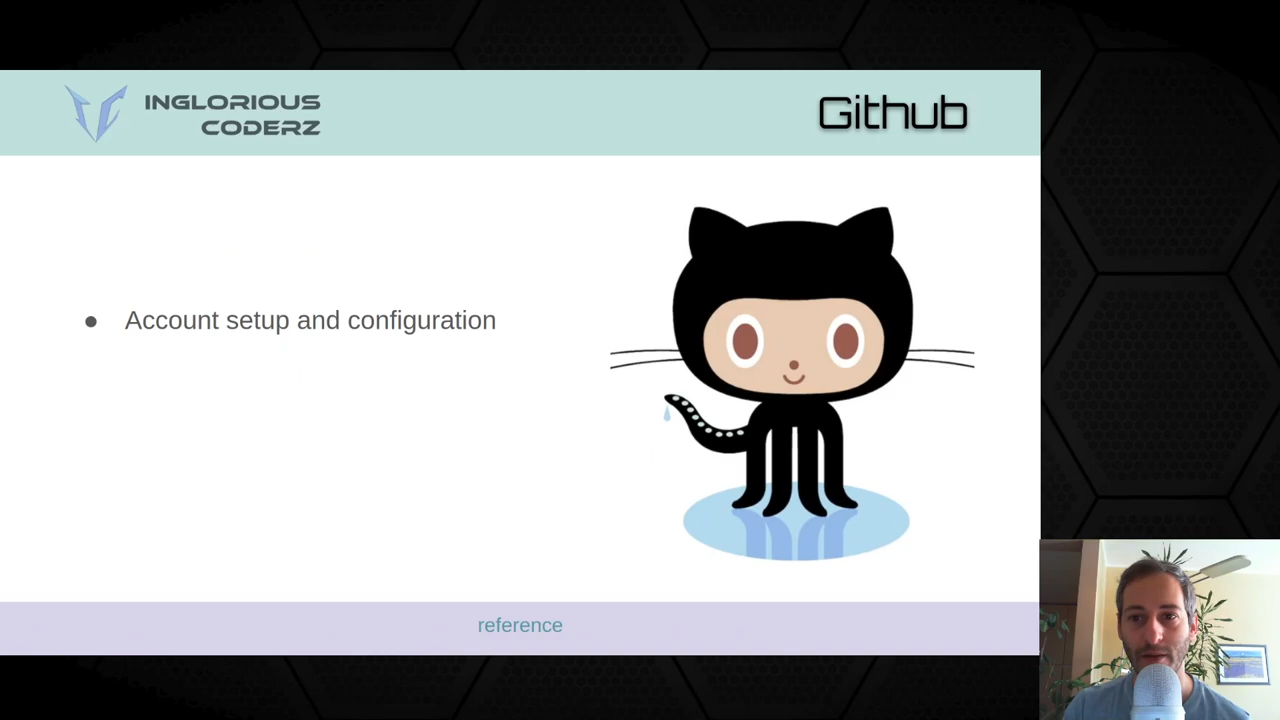 INGLORIOUS
CODERZ
Github
● Account setup and configuration
reference